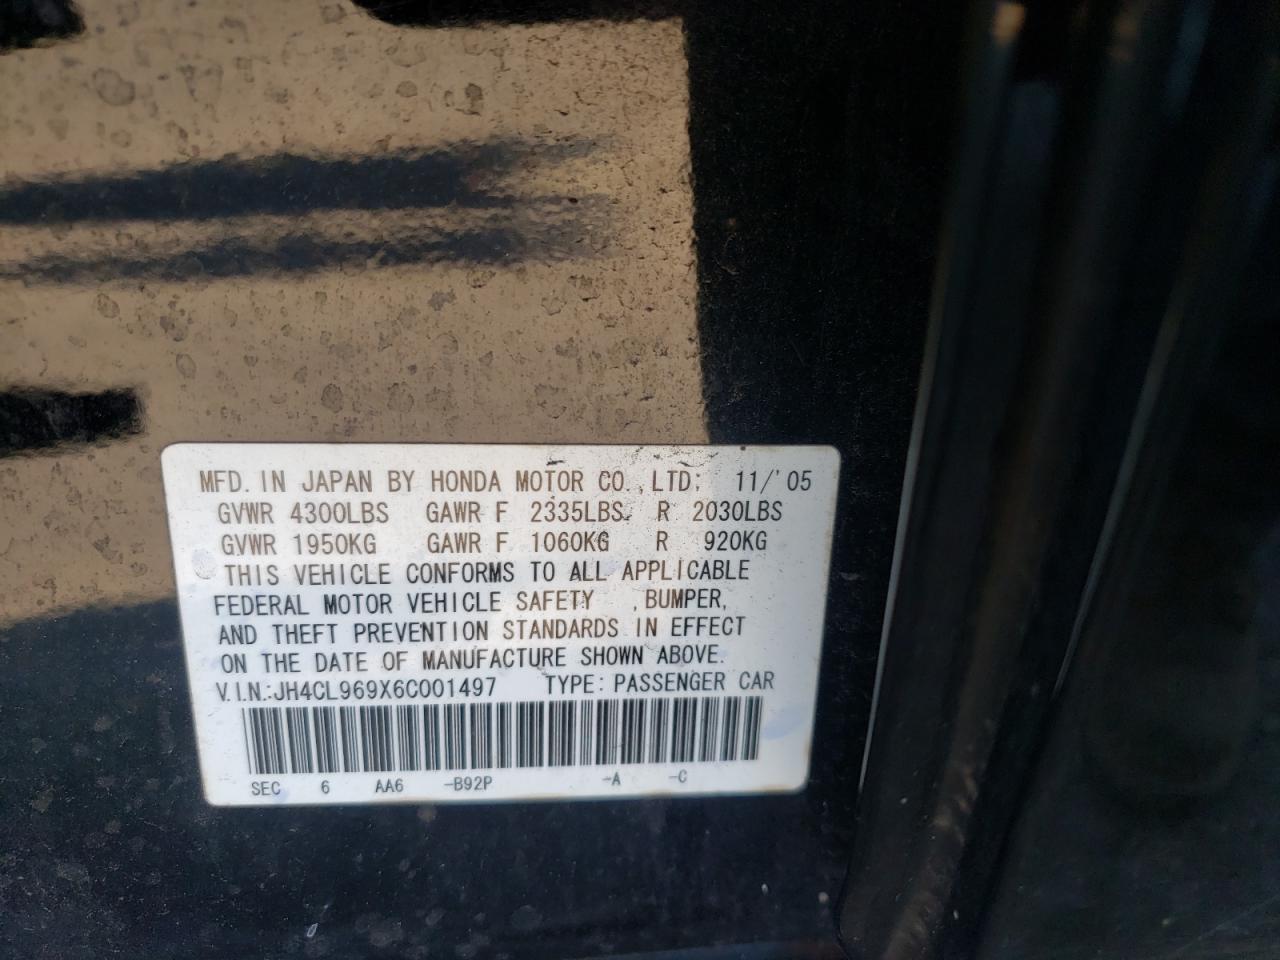 MFD. IN JAPAN BY HONDA MOTOR CO., LTD. 11/'05
GVWR 4300LBS GAWR F 2335LBS. R 2030LBS
GVWR 1950KG GAWR F 1060KG R 920KG
THIS VEHICLE CONFORMS TO ALL APPLICABLE
FEDERAL MOTOR VEHICLE SAFETY , BUMPER,
AND THEFT PREVENTION STANDARDS IN EFFECT
ON THE DATE OF MANUFACTURE SHOWN ABOVE.
V.I.N.:JH4CL969X6C001497 TYPE: PASSENGER CAR
SEC 6 AA6 -B92P -A -C